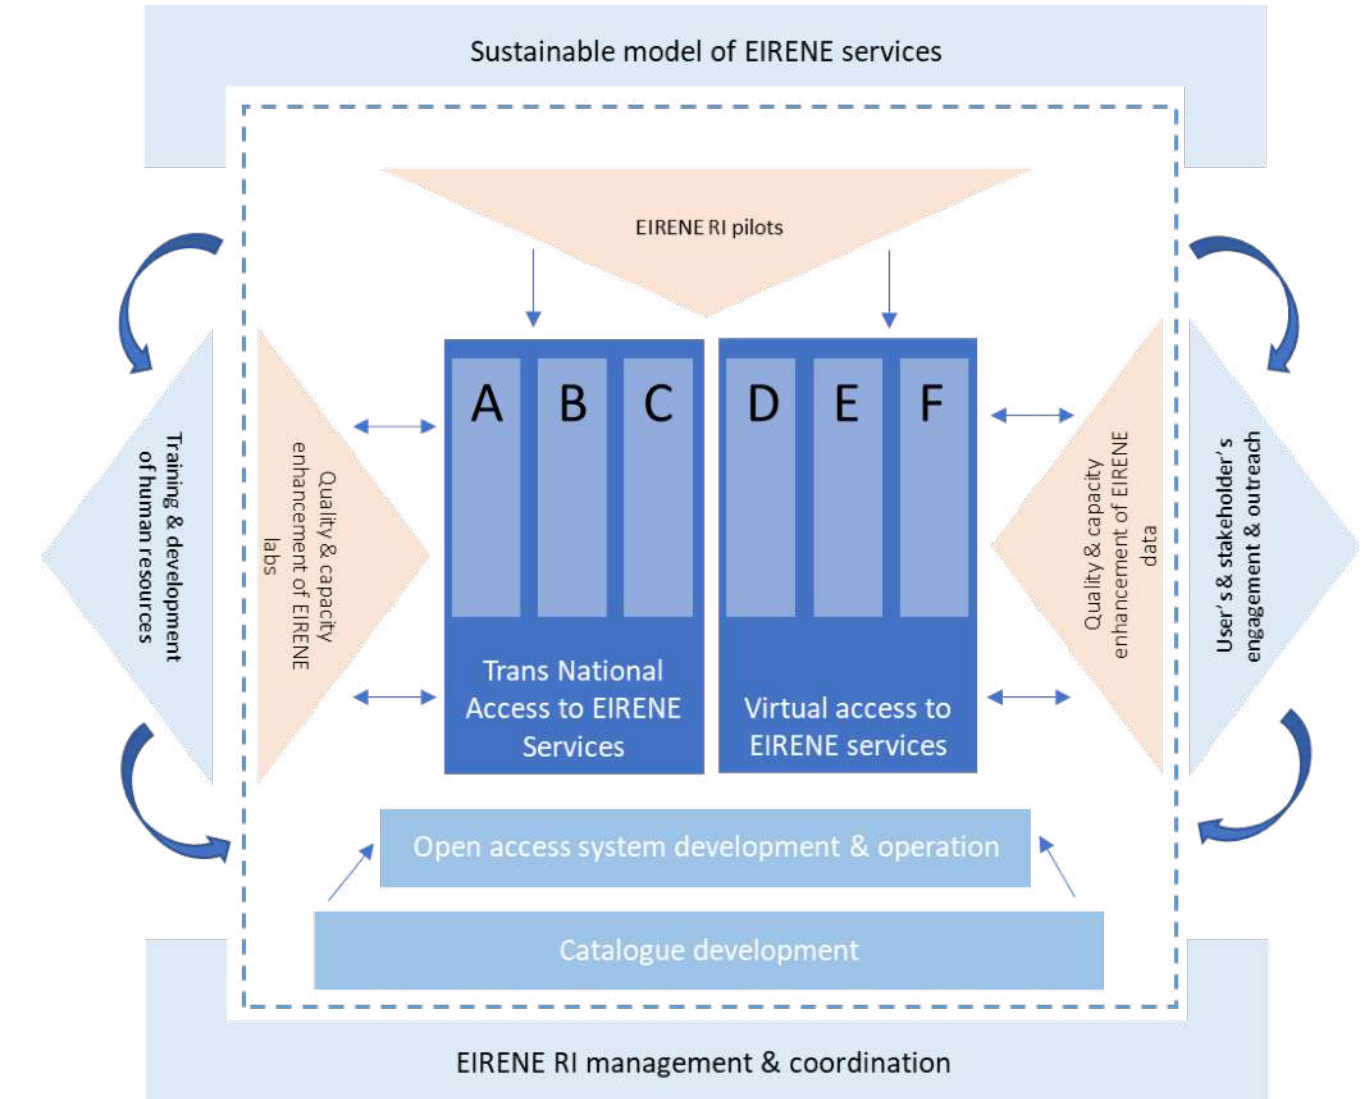 Sustainable model of EIRENE services
EIRENE RI pilots
A B C D E F
Training & development
of human resources
Quality & capacity
enhancement of EIRENE
labs
Trans National
Access to EIRENE
Services
Virtual access to
EIRENE services
Quality & capacity
enhancement of EIRENE
data
User's & stakeholder's
engagement & outreach
Open access system development & operation
Catalogue development
EIRENE RI management & coordination